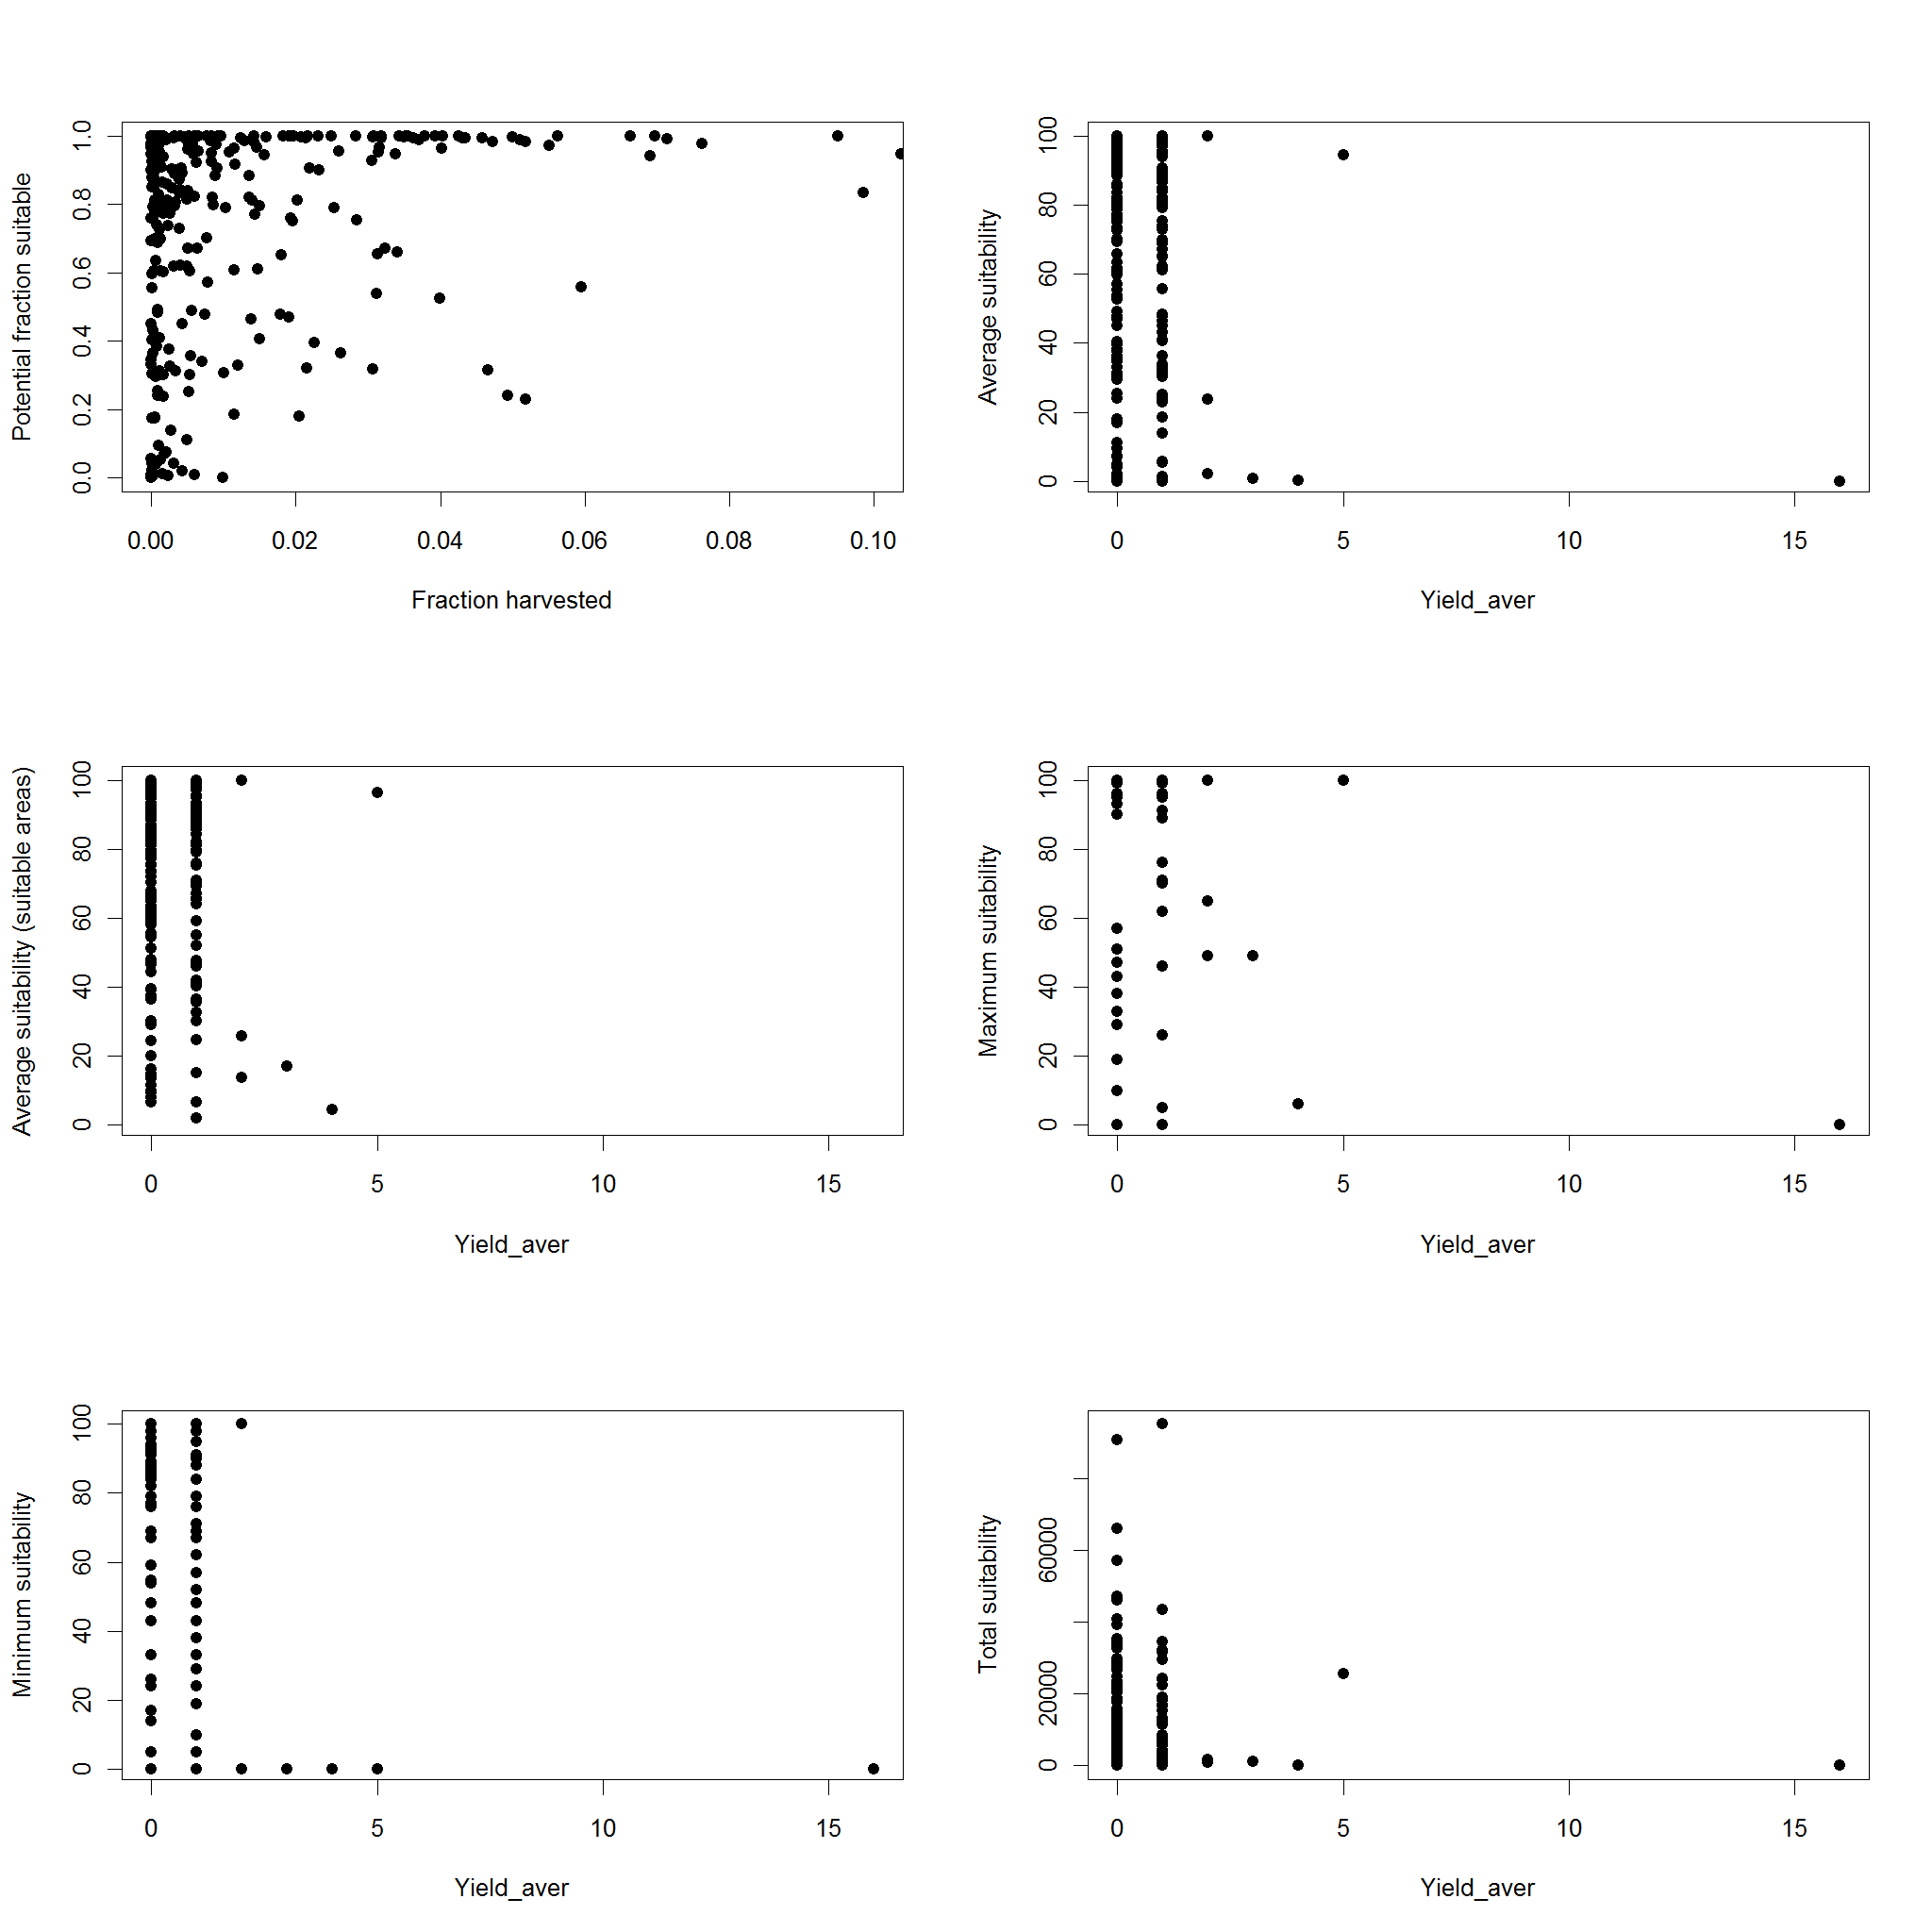 Potential fraction suitable
1.0
0.8
0.6
0.4
0.2
0.0
0.00 0.02 0.04 0.06 0.08 0.10
Fraction harvested
Average suitability
100
80
60
40
20
0
0 5 10 15
Yield_aver
Average suitability (suitable areas)
100
80
60
40
20
0
0 5 10 15
Yield_aver
Maximum suitability
100
80
60
40
20
0
0 5 10 15
Yield_aver
Minimum suitability
100
80
60
40
20
0
0 5 10 15
Yield_aver
Total suitability
60000
20000
0
0 5 10 15
Yield_aver